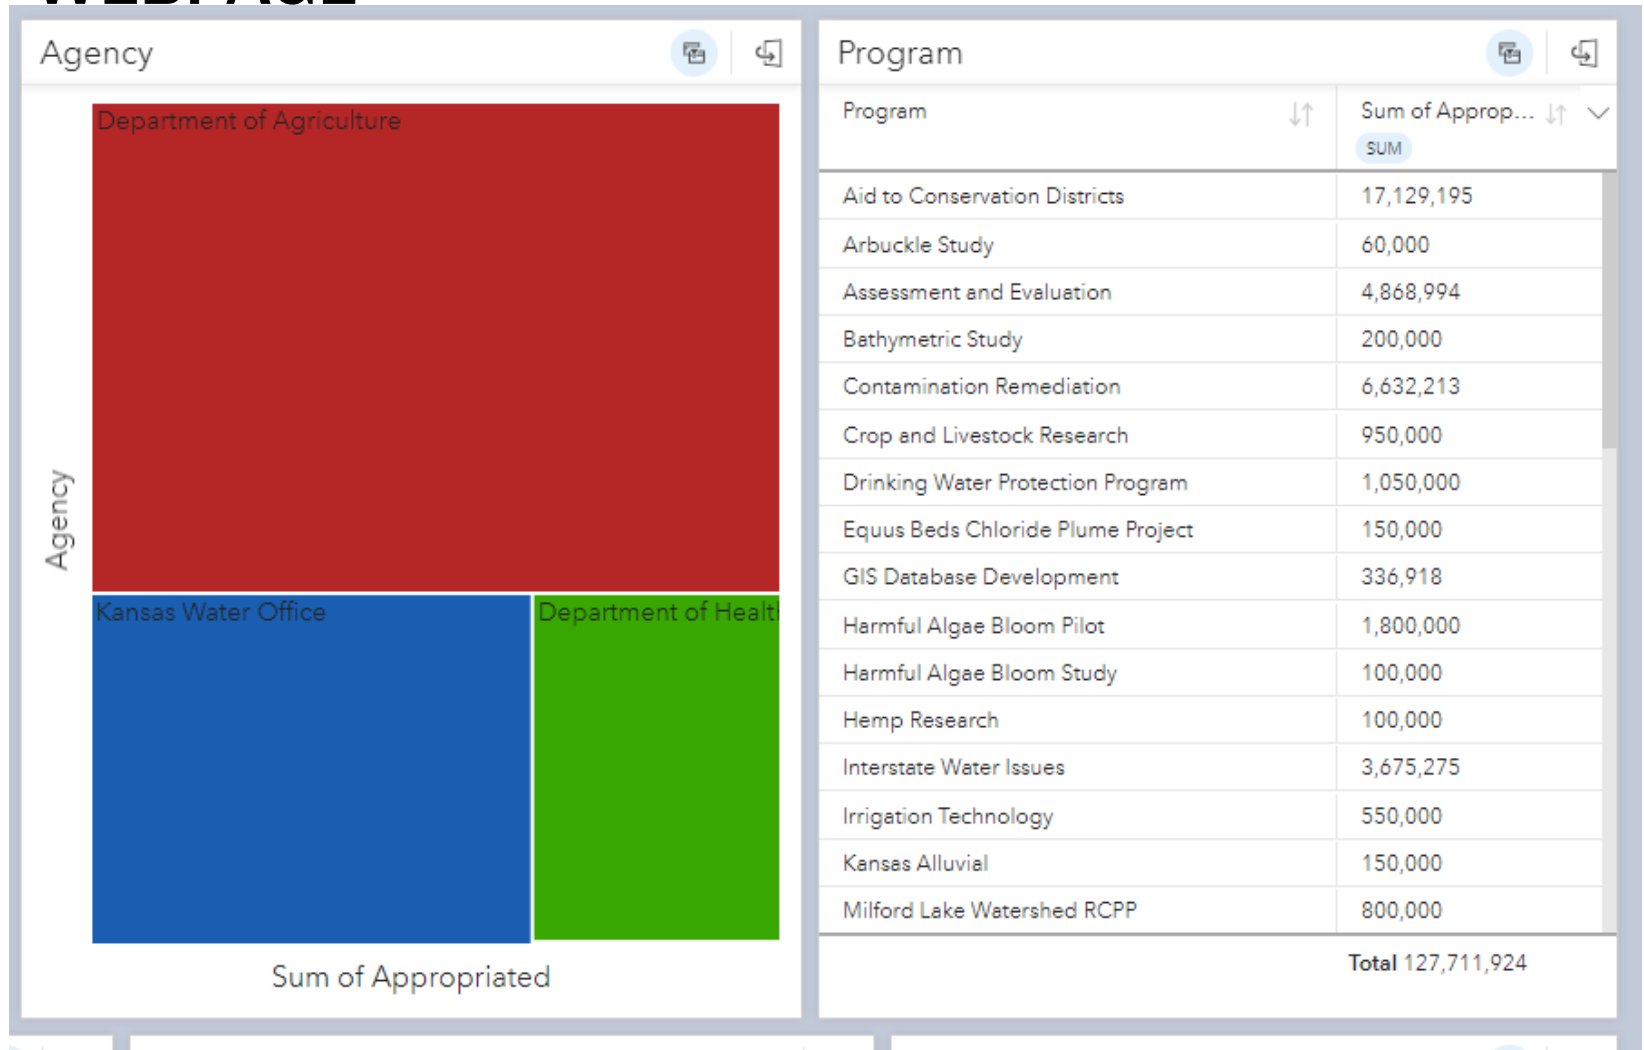 WEBPAGE
Agency
Department of Agriculture
Kansas Water Office
Department of Healt
Agency
Sum of Appropriated
Program
Program
Sum of Approp...
SUM
Aid to Conservation Districts 17,129,195
Arbuckle Study 60,000
Assessment and Evaluation 4,868,994
Bathymetric Study 200,000
Contamination Remediation 6,632,213
Crop and Livestock Research 950,000
Drinking Water Protection Program 1,050,000
Equus Beds Chloride Plume Project 150,000
GIS Database Development 336,918
Harmful Algae Bloom Pilot 1,800,000
Harmful Algae Bloom Study 100,000
Hemp Research 100,000
Interstate Water Issues 3,675,275
Irrigation Technology 550,000
Kansas Alluvial 150,000
Milford Lake Watershed RCPP 800,000
Total 127,711,924